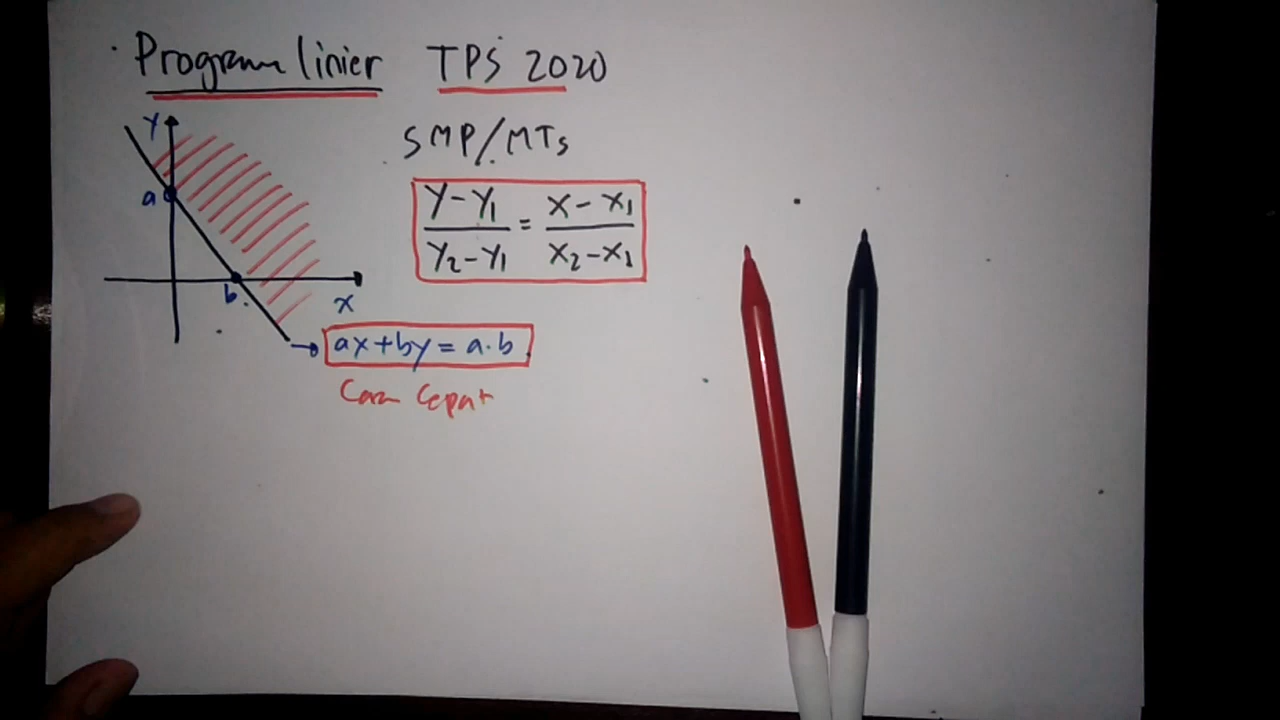 Program linier TPS 2020
SMP/MTs
y
a
b
x
y-y₁/y₂-y₁ = x-x₁/x₂-x₁
ax+by = a·b
Cara Cepat